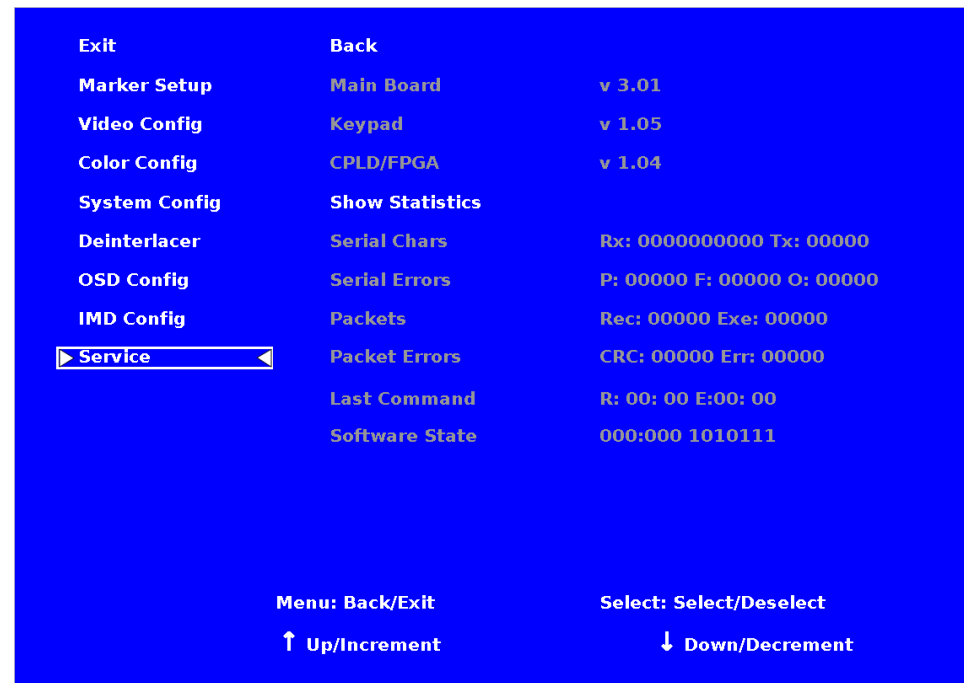 Exit Back
Marker Setup Main Board v 3.01
Video Config Keypad v 1.05
Color Config CPLD/FPGA v 1.04
System Config Show Statistics
Deinterlacer Serial Chars Rx: 0000000000 Tx: 00000
OSD Config Serial Errors P: 00000 F: 00000 O: 00000
IMD Config Packets Rec: 00000 Exe: 00000
Service Packet Errors CRC: 00000 Err: 00000
Last Command R: 00: 00 E:00: 00
Software State 000:000 1010111
Menu: Back/Exit Select: Select/Deselect
↑ Up/Increment ↓ Down/Decrement